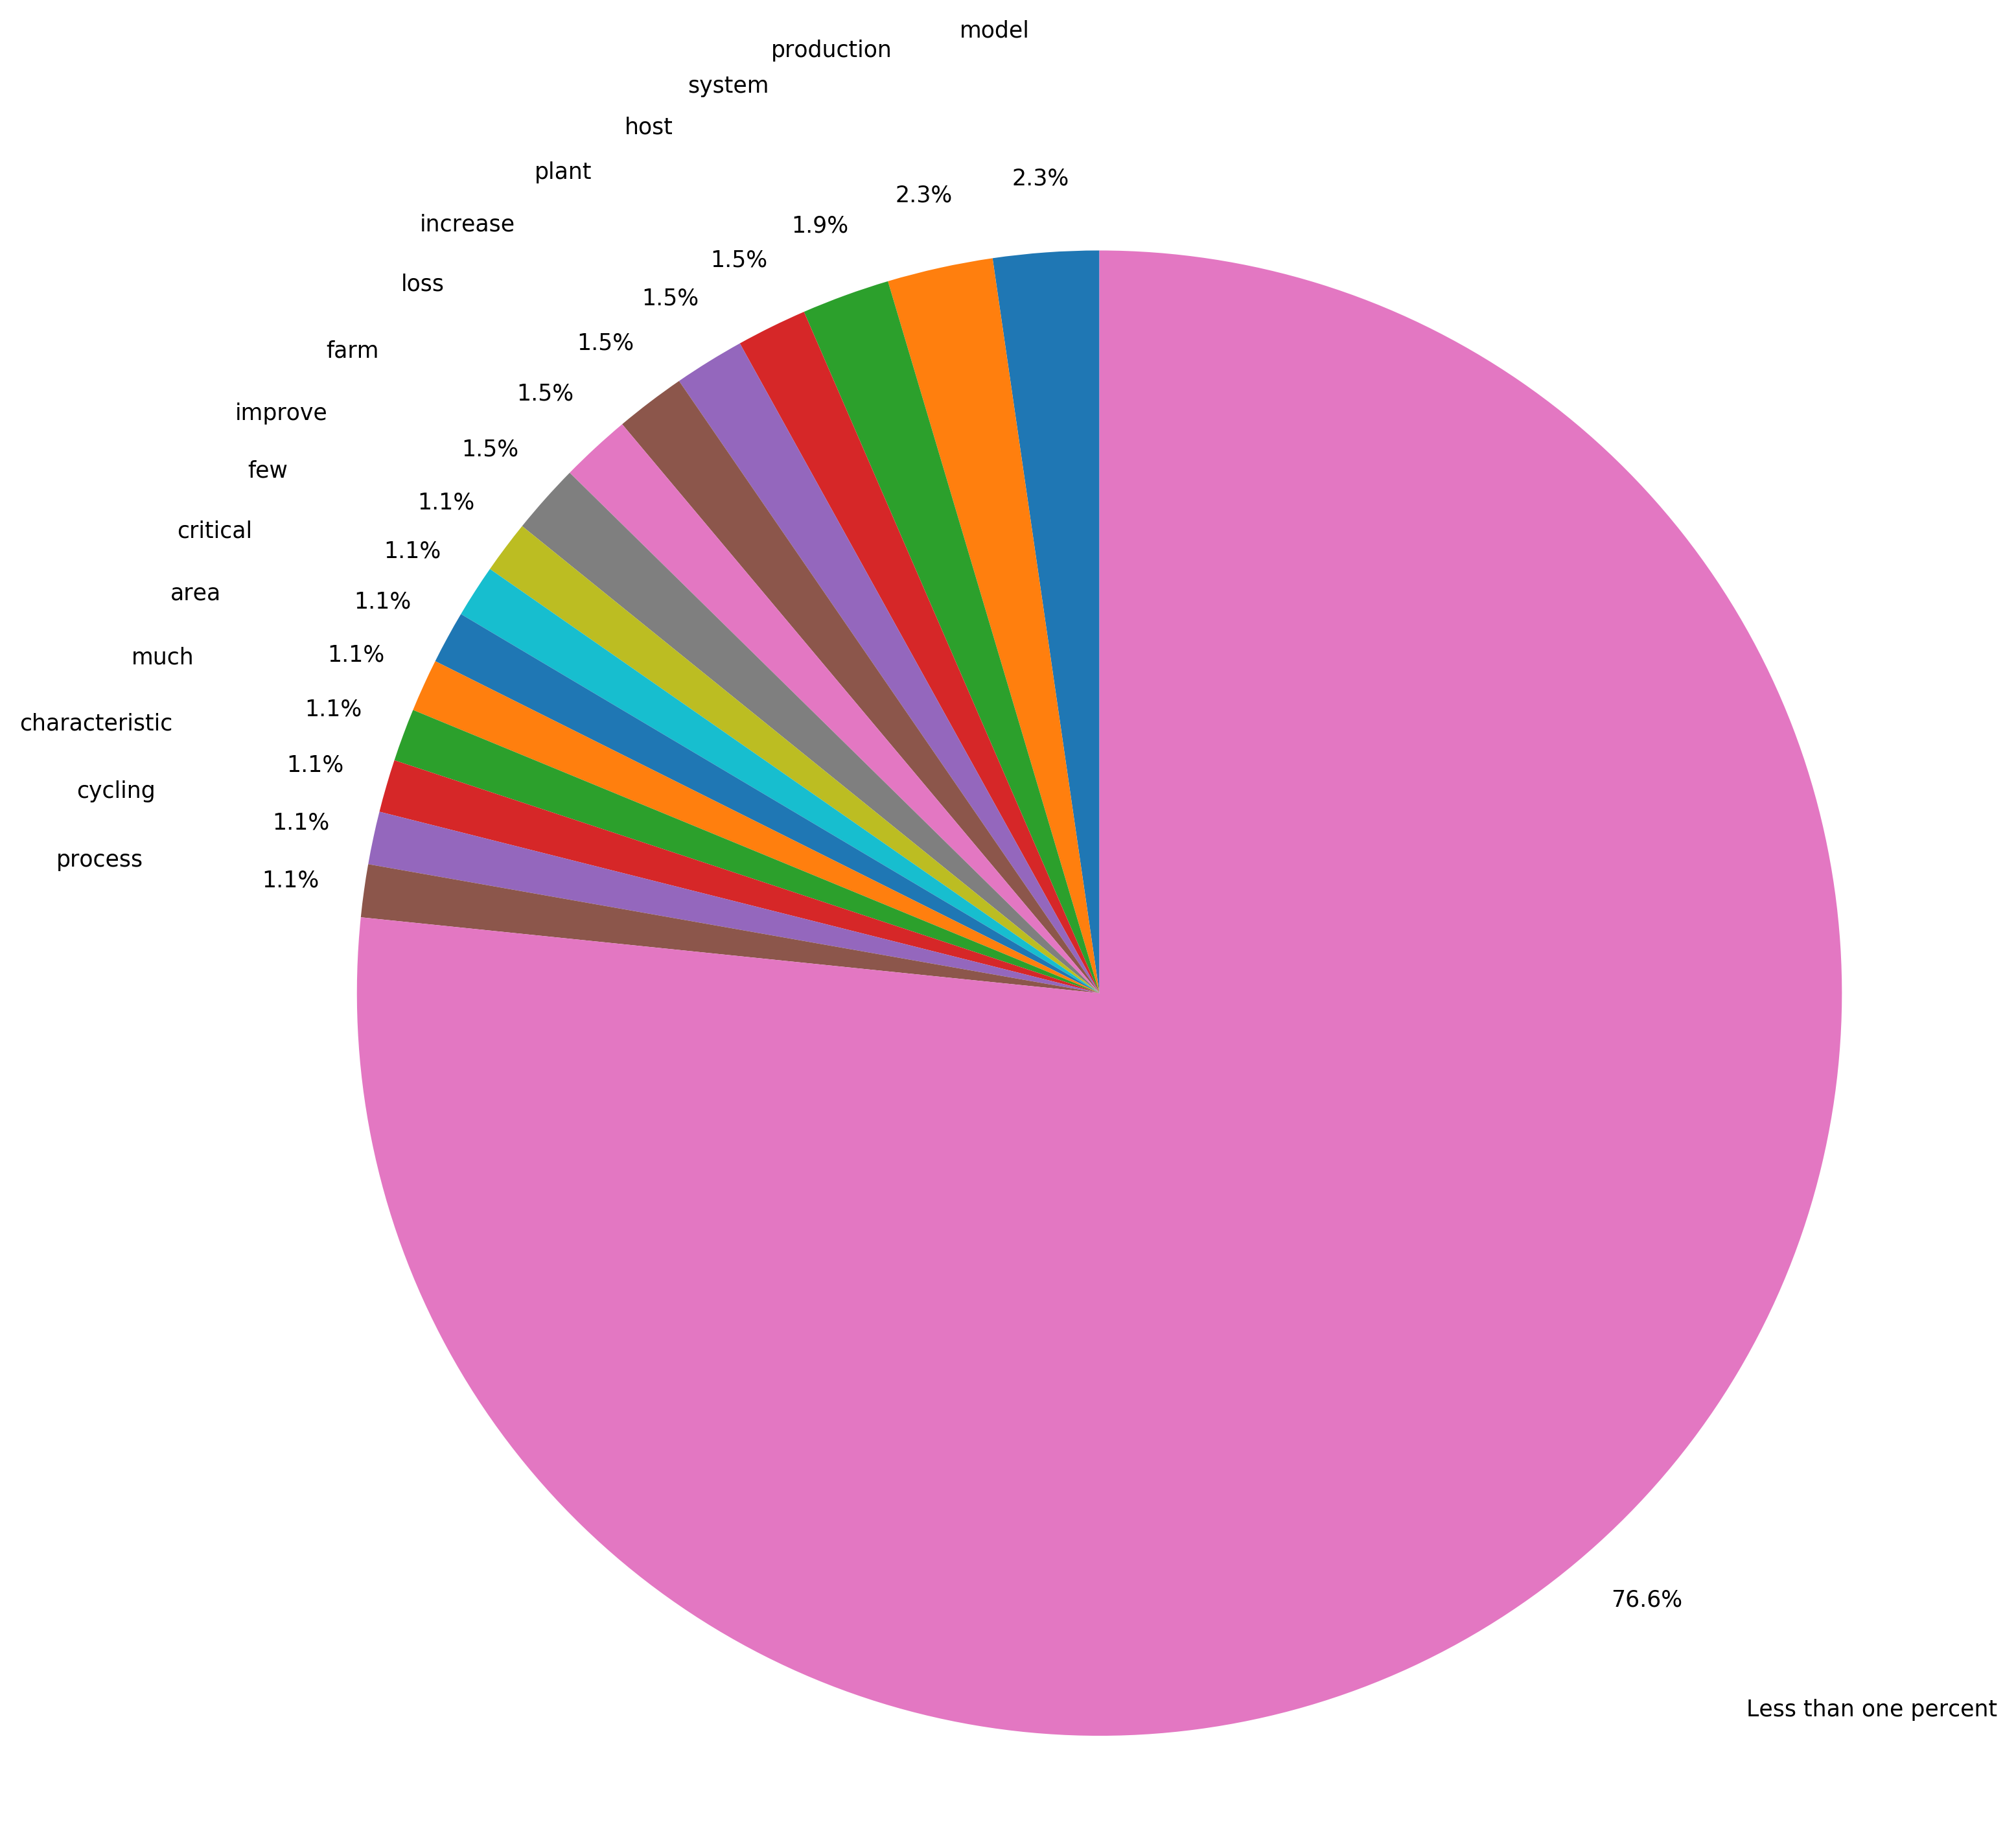 model
production
system
host
plant
increase
loss
farm
improve
few
critical
area
much
characteristic
cycling
process
2.3%
2.3%
1.9%
1.5%
1.5%
1.5%
1.5%
1.5%
1.1%
1.1%
1.1%
1.1%
1.1%
1.1%
1.1%
1.1%
76.6%
Less than one percent